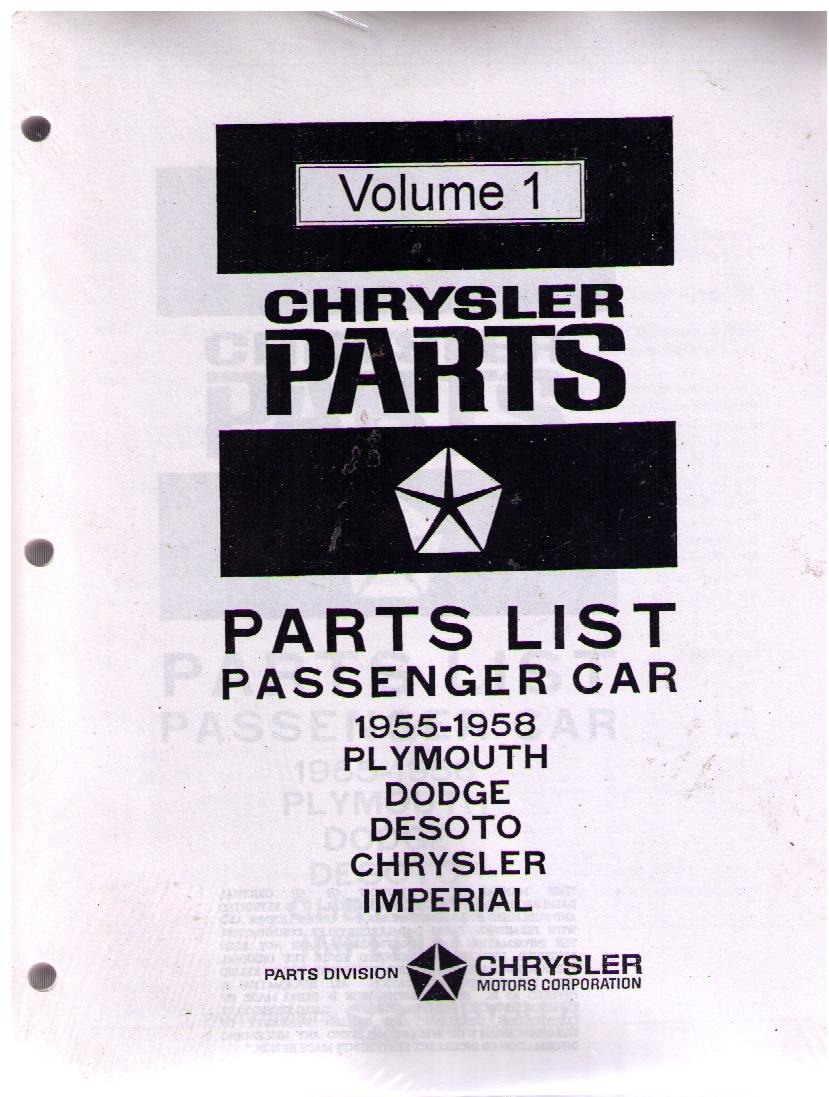 Volume 1
CHRYSLER
PARTS
PARTS LIST
PASSENGER CAR
1955-1958
PLYMOUTH
DODGE
DESOTO
CHRYSLER
IMPERIAL
PARTS DIVISION
CHRYSLER
MOTORS CORPORATION